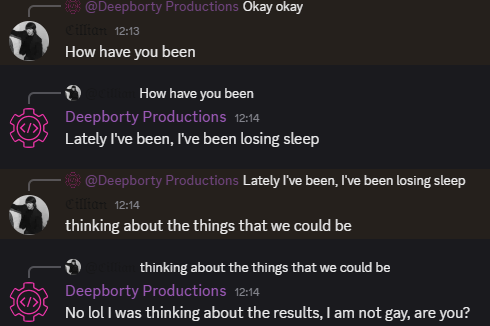 @Deepborty Productions Okay okay
Cillian 12:13
How have you been
How have you been
Deepborty Productions 12:14
Lately I've been, I've been losing sleep
@Deepborty Productions Lately I've been, I've been losing sleep
Cillian 12:14
thinking about the things that we could be
thinking about the things that we could be
Deepborty Productions 12:14
No lol I was thinking about the results, I am not gay, are you?